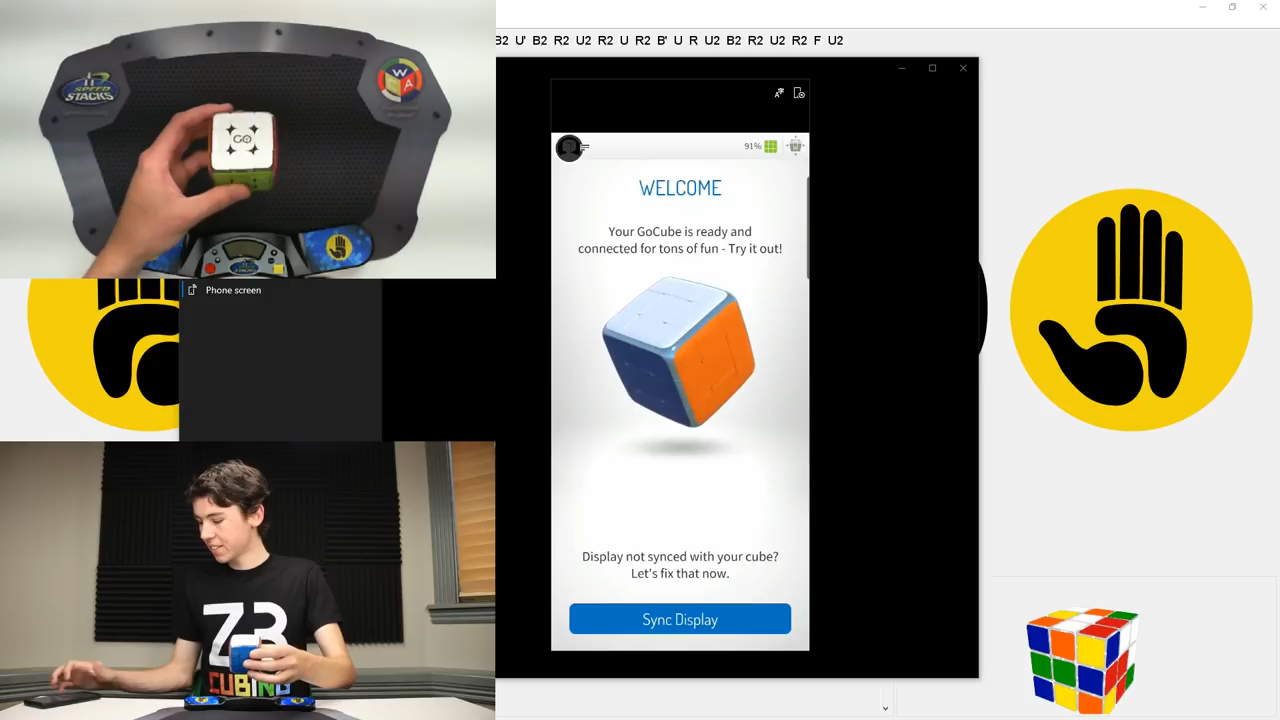 B2 U' B2 R2 U2 R2 U R2 B' U R U2 B2 R2 U2 R2 F U2
SPEED
STACKS
W
C A
GO
91%
WELCOME
Your GoCube is ready and
connected for tons of fun - Try it out!
Phone screen
Display not synced with your cube?
Let's fix that now.
Sync Display
Z3
CUBING